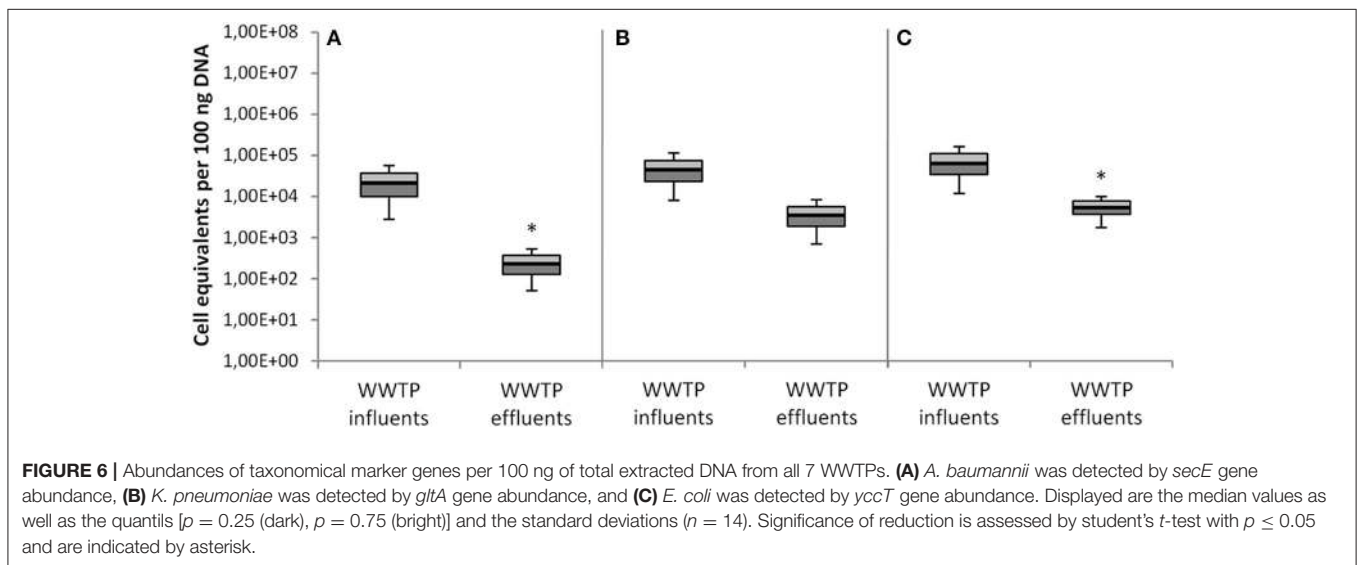 A
B
C
Cell equivalents per 100 ng DNA
1,00E+08
1,00E+07
1,00E+06
1,00E+05
1,00E+04
1,00E+03
1,00E+02
1,00E+01
1,00E+00
*
*
WWTP influents
WWTP effluents
WWTP influents
WWTP effluents
WWTP influents
WWTP effluents
FIGURE 6 | Abundances of taxonomical marker genes per 100 ng of total extracted DNA from all 7 WWTPs. (A) A. baumannii was detected by secE gene
abundance, (B) K. pneumoniae was detected by gltA gene abundance, and (C) E. coli was detected by yccT gene abundance. Displayed are the median values as
well as the quantils [p = 0.25 (dark), p = 0.75 (bright)] and the standard deviations (n = 14). Significance of reduction is assessed by student's t-test with p ≤ 0.05
and are indicated by asterisk.